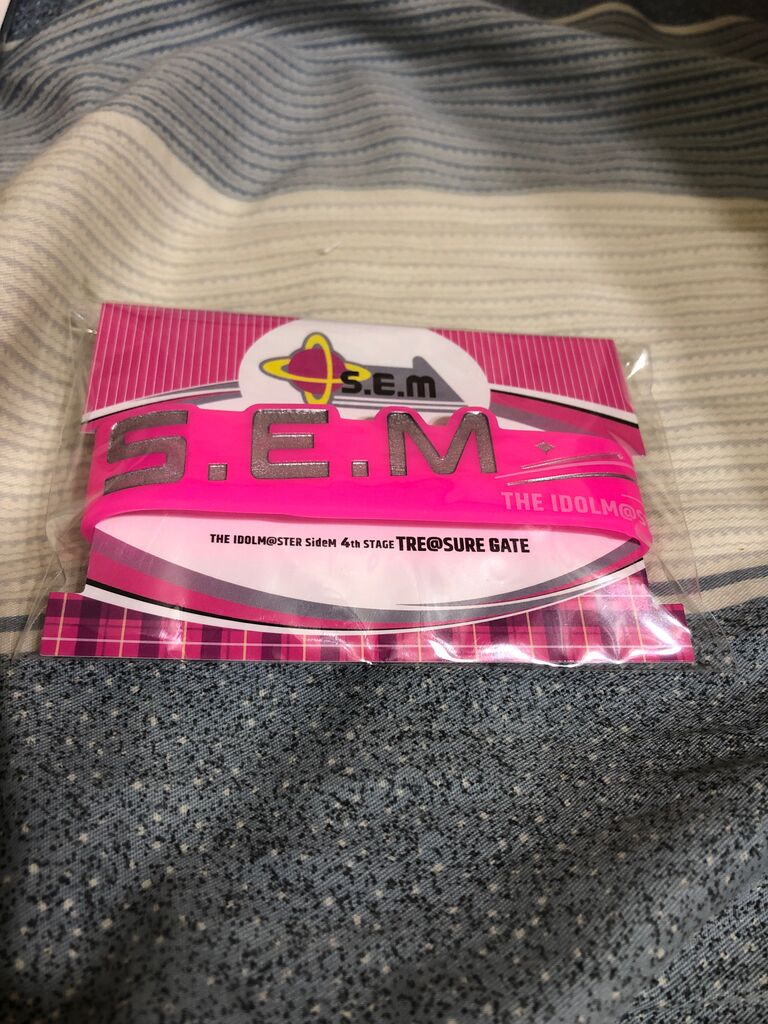 S.E.m
S.E.M
THE IDOLM@S
THE IDOLM@STER SideM 4th STAGE TRE@SURE GATE